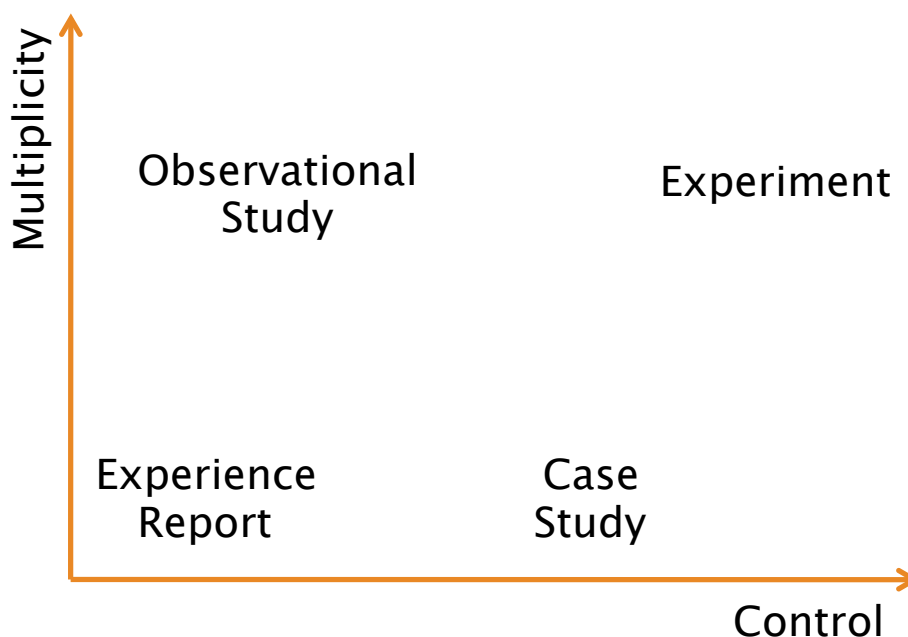 Multiplicity
Observational
Study
Experiment
Experience
Report
Case
Study
Control